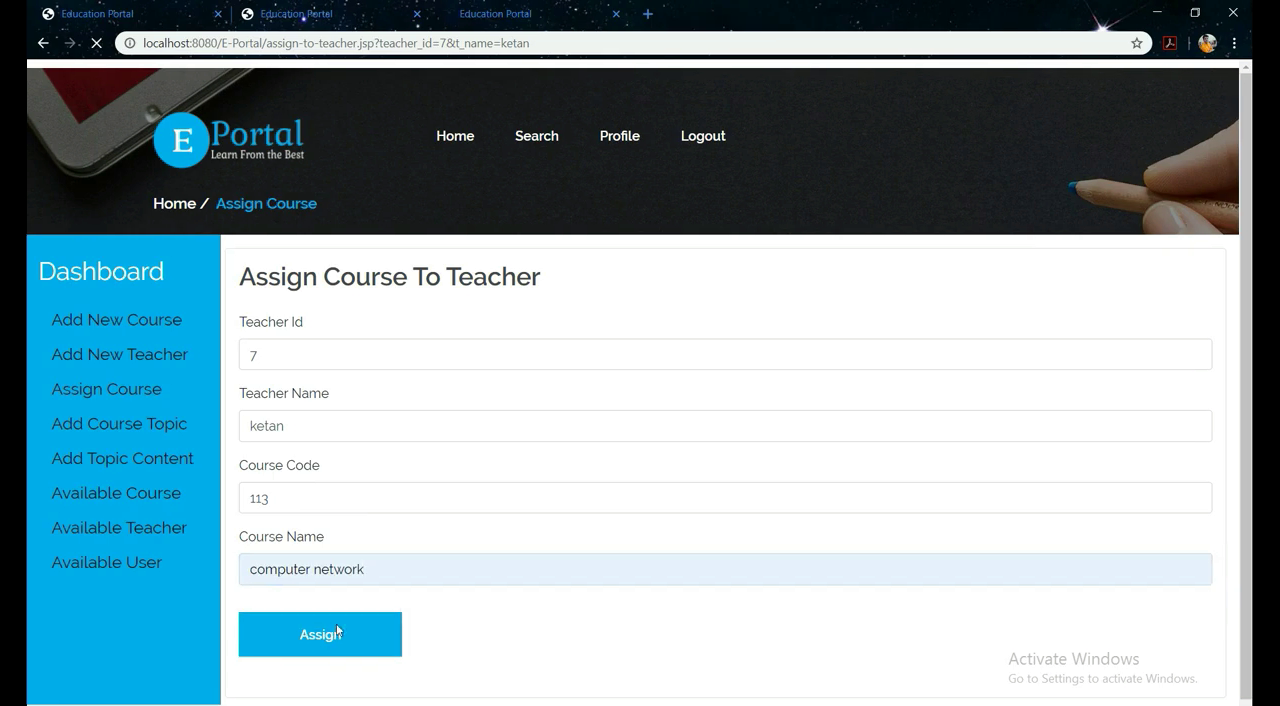 Education Portal
Education Portal
Education Portal
localhost:8080/E-Portal/assign-to-teacher.jsp?teacher_id=7&t_name=ketan
E Portal
Learn From the Best
Home
Search
Profile
Logout
Home / Assign Course
Dashboard
Add New Course
Add New Teacher
Assign Course
Add Course Topic
Add Topic Content
Available Course
Available Teacher
Available User
Assign Course To Teacher
Teacher Id
7
Teacher Name
ketan
Course Code
113
Course Name
computer network
Assign
Activate Windows
Go to Settings to activate Windows.